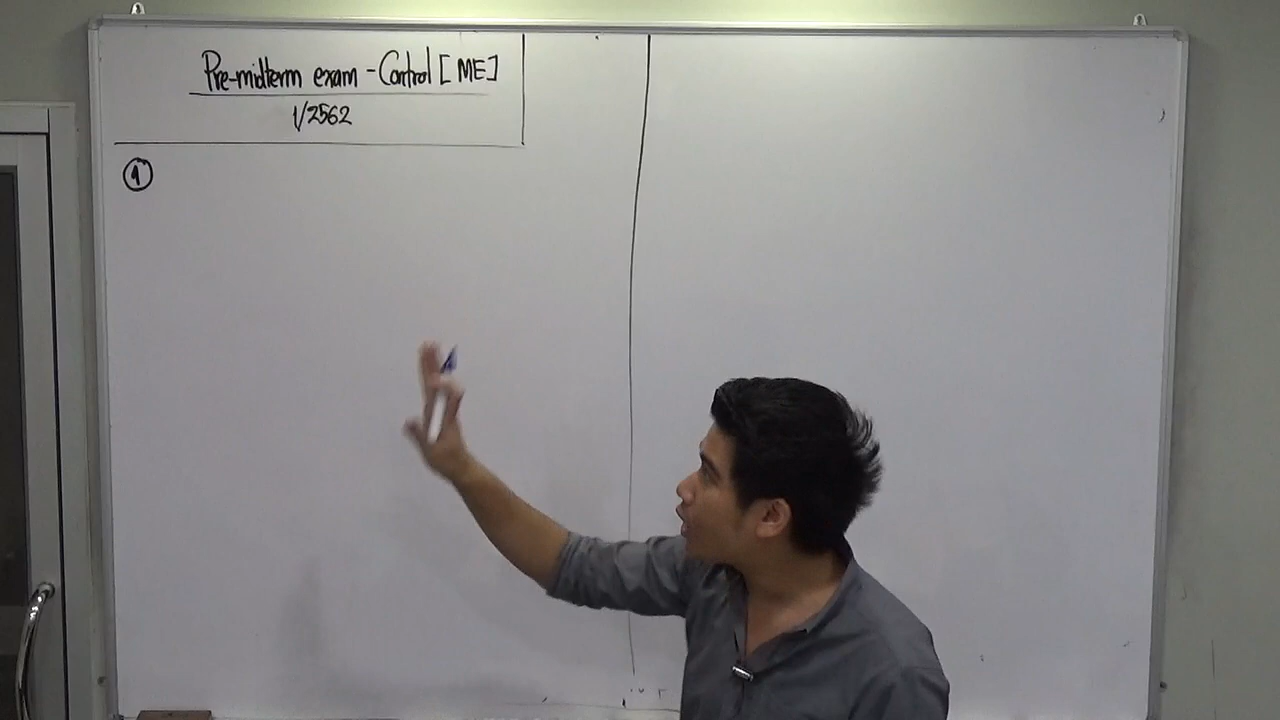 Pre-midterm exam - Control [ME]
1/2562
①